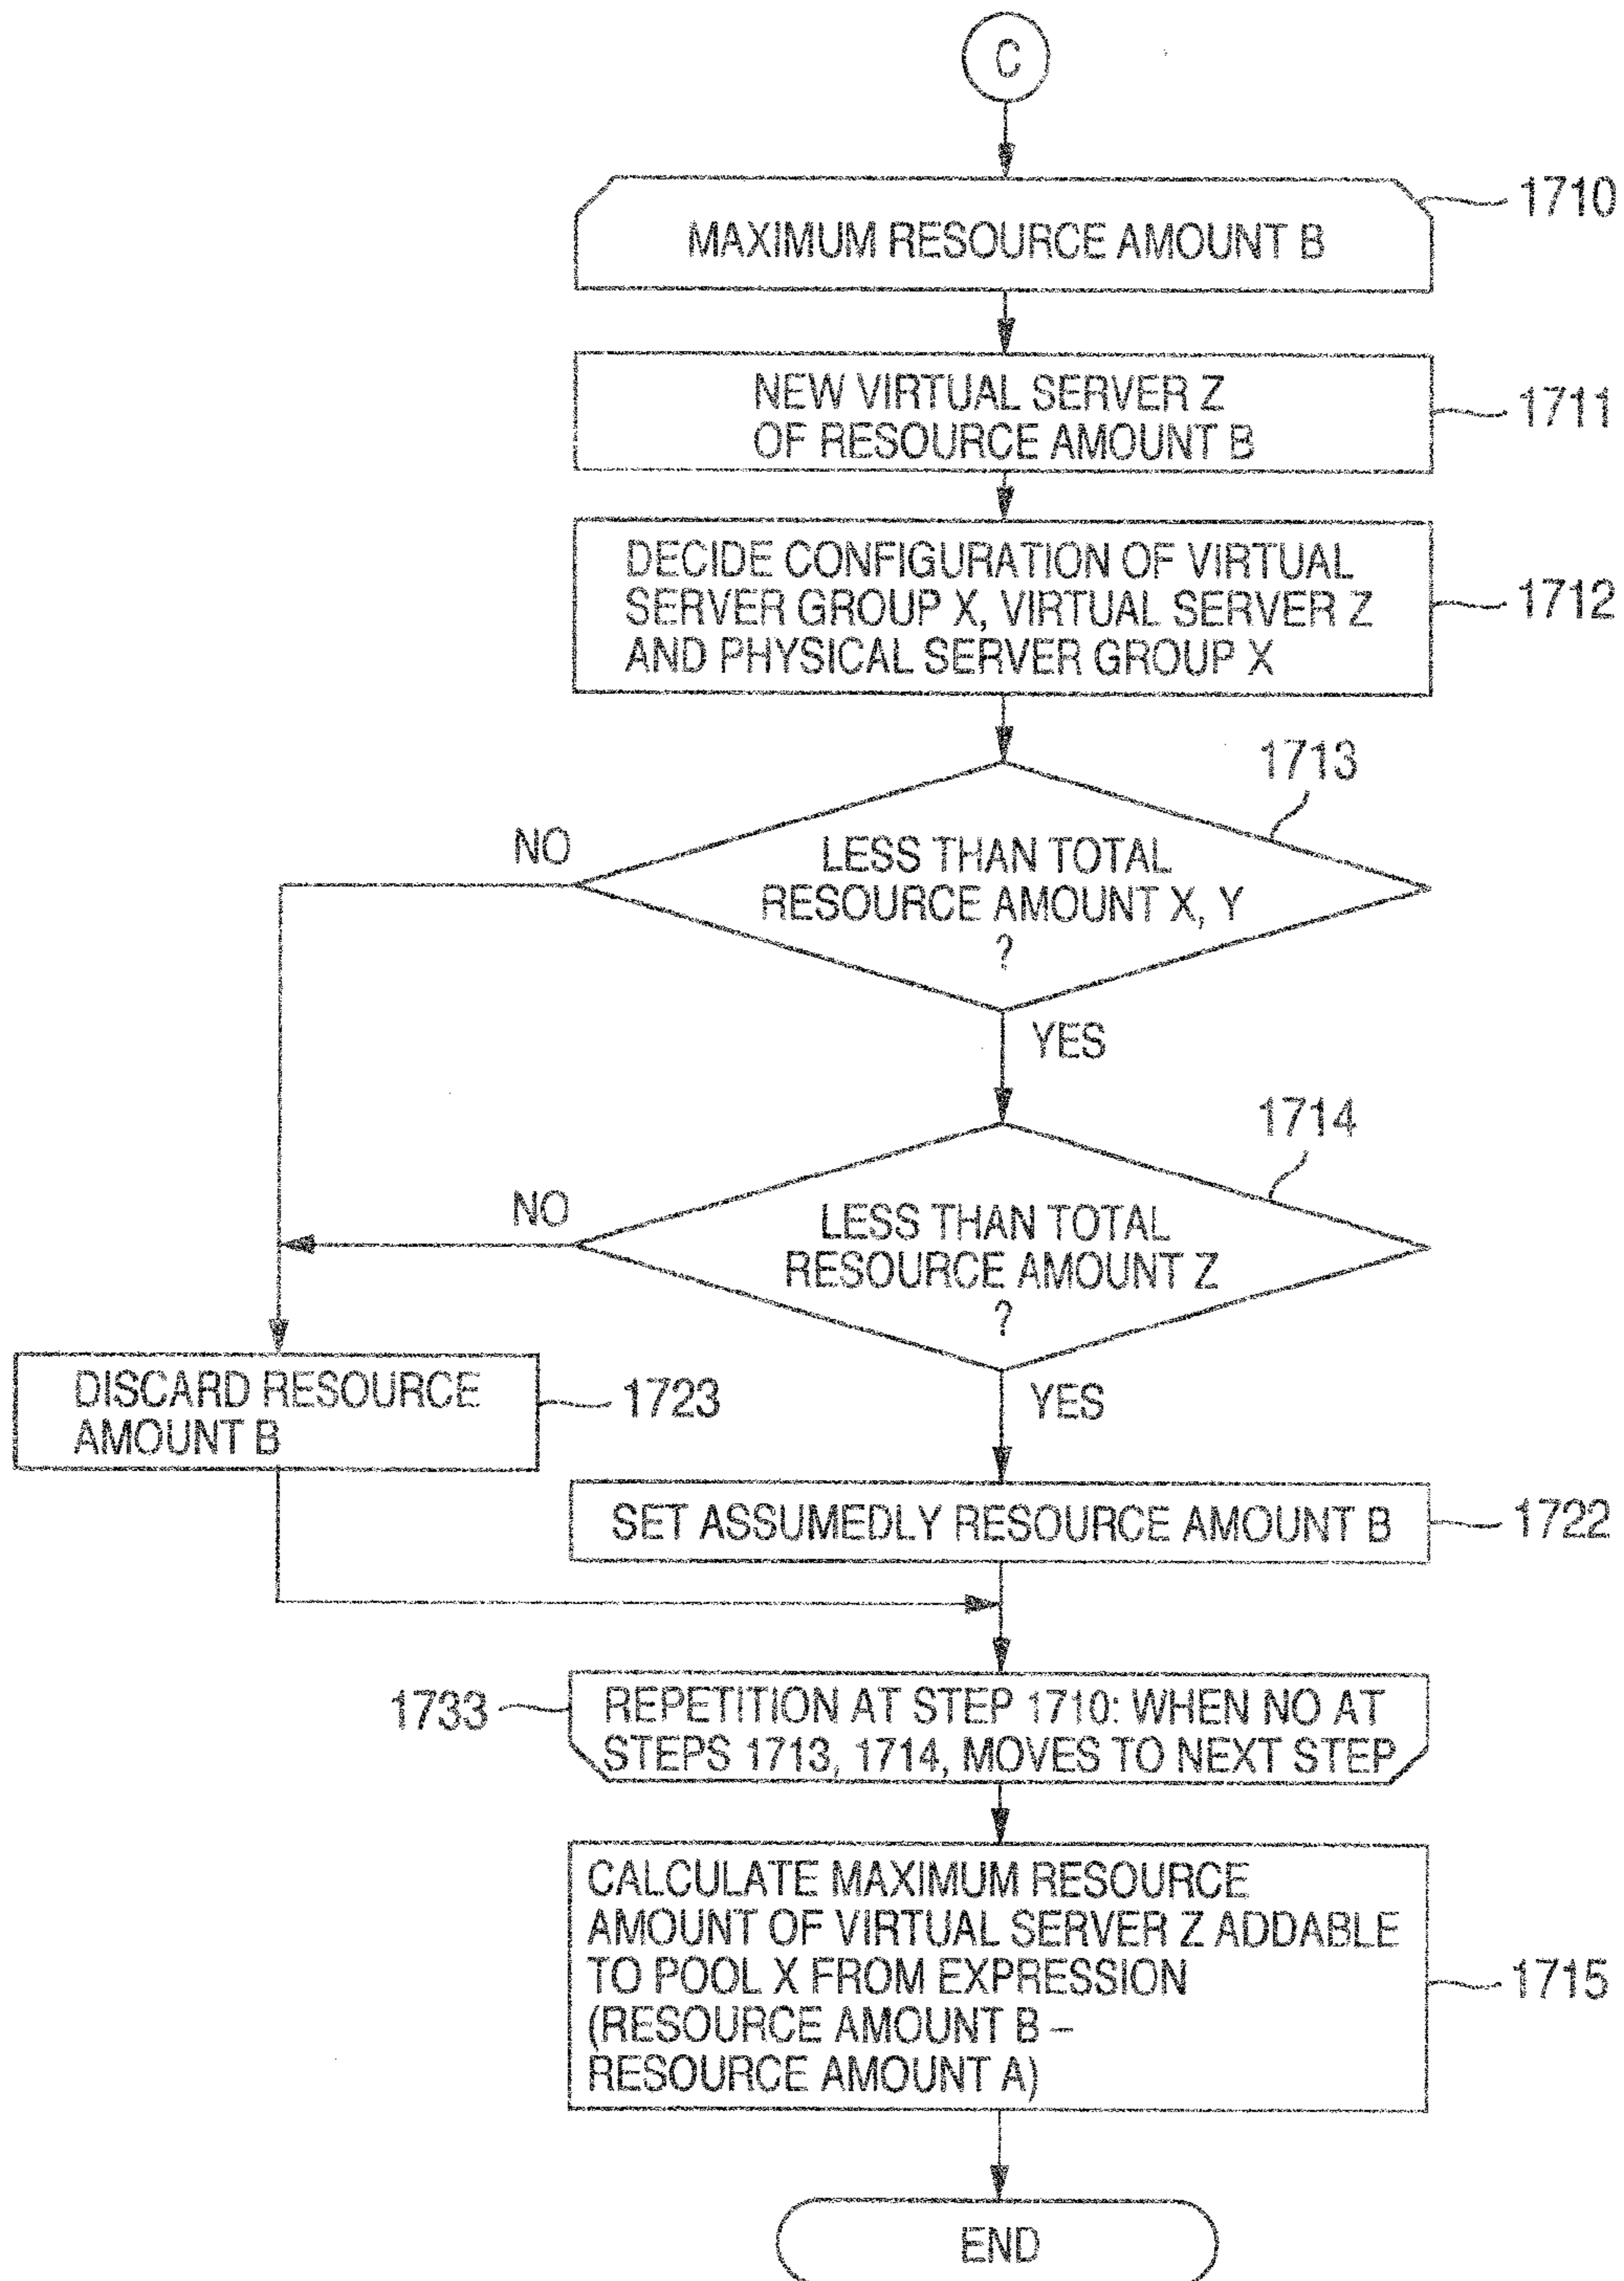 C
1710
MAXIMUM RESOURCE AMOUNT B
NEW VIRTUAL SERVER Z
OF RESOURCE AMOUNT B
1711
DECIDE CONFIGURATION OF VIRTUAL
SERVER GROUP X, VIRTUAL SERVER Z
AND PHYSICAL SERVER GROUP X
1712
1713
NO
LESS THAN TOTAL
RESOURCE AMOUNT X, Y
?
YES
1714
NO
LESS THAN TOTAL
RESOURCE AMOUNT Z
?
YES
DISCARD RESOURCE
AMOUNT B
1723
SET ASSUMEDLY RESOURCE AMOUNT B
1722
1733
REPETITION AT STEP 1710: WHEN NO AT
STEPS 1713, 1714, MOVES TO NEXT STEP
CALCULATE MAXIMUM RESOURCE
AMOUNT OF VIRTUAL SERVER Z ADDABLE
TO POOL X FROM EXPRESSION
(RESOURCE AMOUNT B –
RESOURCE AMOUNT A)
1715
END